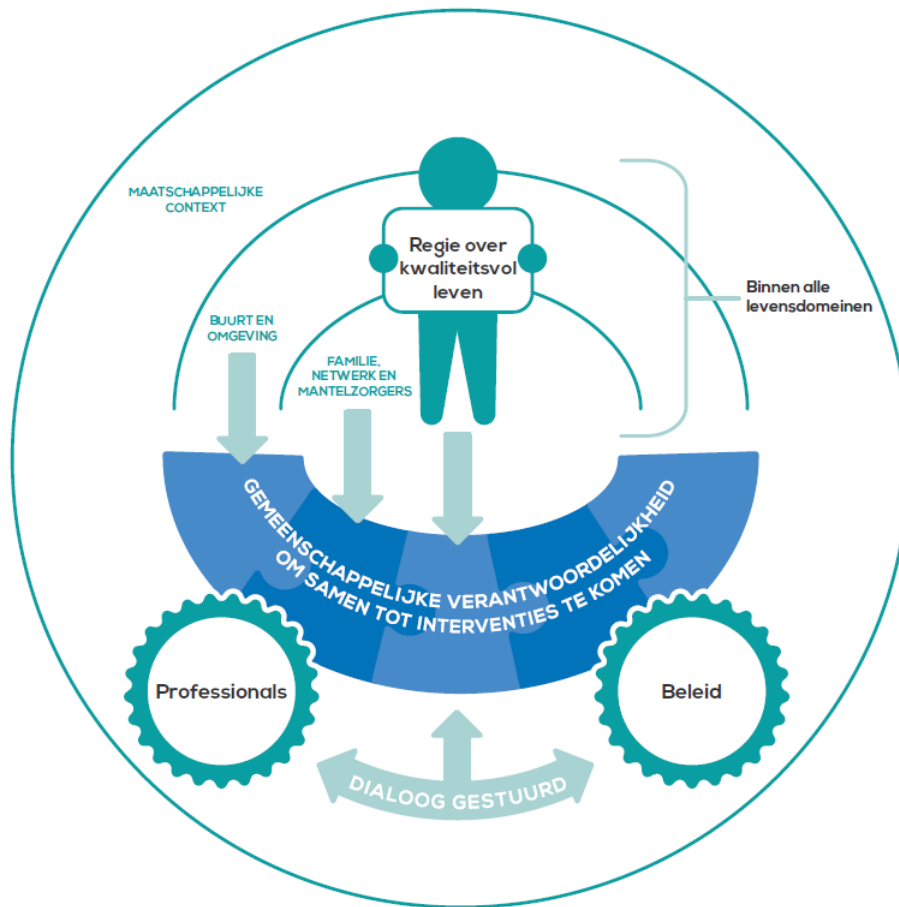 MAATSCHAPPELIJKE
CONTEXT
Regie over
kwaliteitsvol
leven
Binnen alle
levensdomeinen
BUURT EN
OMGEVING
FAMILIE,
NETWERK EN
MANTELZORGERS
GEMEENSCHAPPELIJKE VERANTWOORDELIJKHEID
OM SAMEN TOT INTERVENTIES TE KOMEN
Professionals
Beleid
DIALOOG GESTUURD